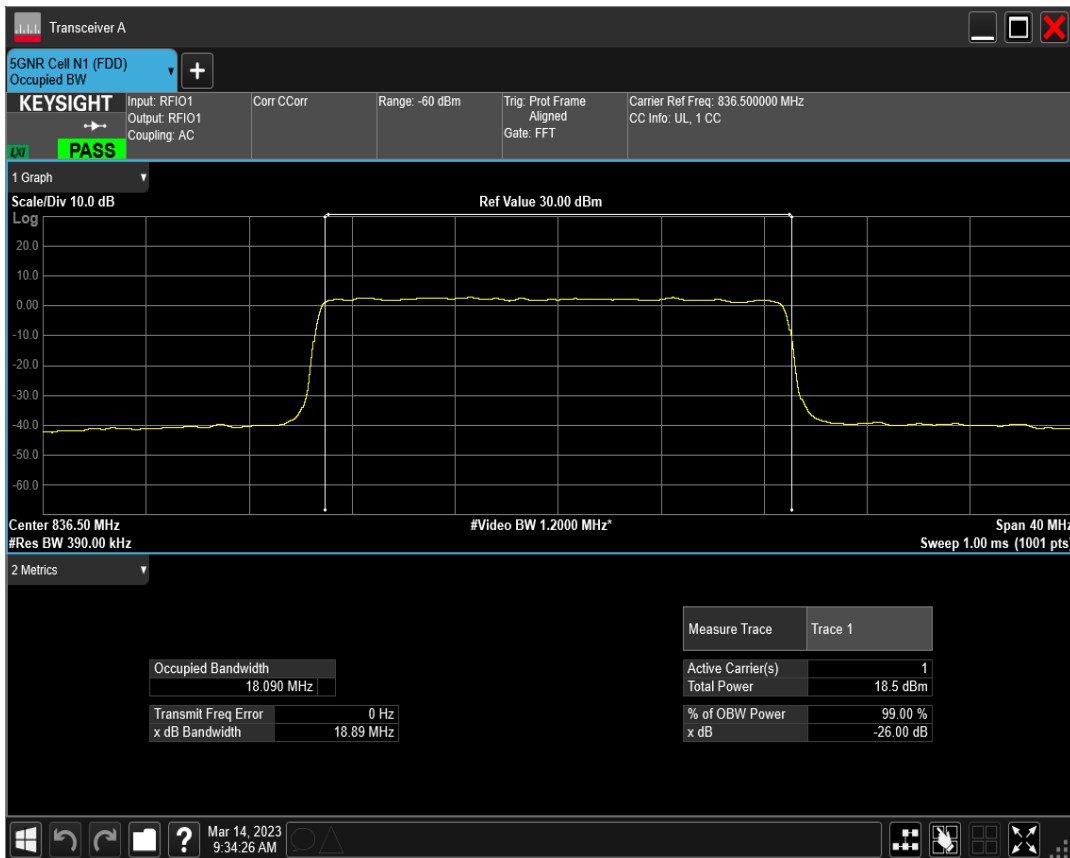 Transceiver A
5GNR Cell N1 (FDD)
Occupied BW
KEYSIGHT
LXI
PASS
Input: RFIO1
Output: RFIO1
Coupling: AC
Corr CCorr
Range: -60 dBm
Trig: Prot Frame
Aligned
Gate: FFT
Carrier Ref Freq: 836.500000 MHz
CC Info: UL, 1 CC
1 Graph
Scale/Div 10.0 dB
Ref Value 30.00 dBm
Log
20.0
10.0
0.00
-10.0
-20.0
-30.0
-40.0
-50.0
-60.0
Center 836.50 MHz
#Video BW 1.2000 MHz*
Span 40 MHz
#Res BW 390.00 kHz
Sweep 1.00 ms (1001 pts)
2 Metrics
Measure Trace Trace 1
Occupied Bandwidth
18.090 MHz
Active Carrier(s) 1
Total Power 18.5 dBm
Transmit Freq Error 0 Hz
x dB Bandwidth 18.89 MHz
% of OBW Power 99.00 %
x dB -26.00 dB
?
Mar 14, 2023
9:34:26 AM